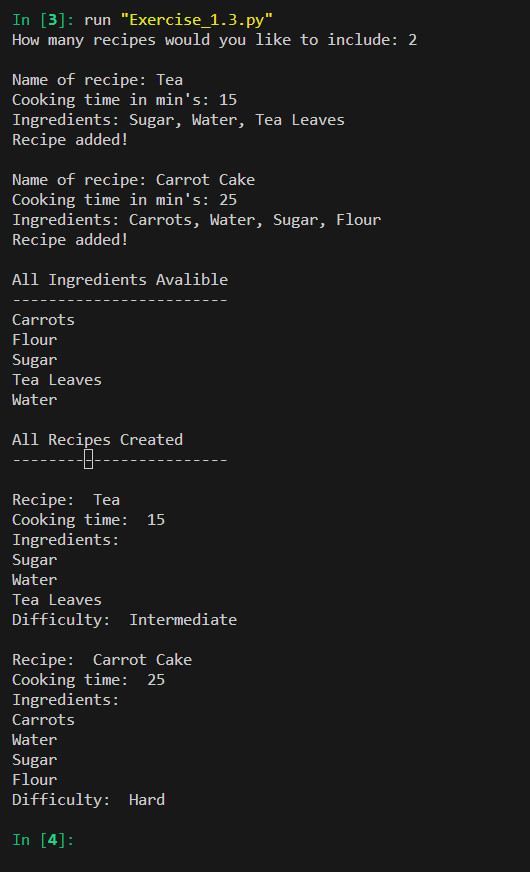 In [3]: run "Exercise_1.3.py"
How many recipes would you like to include: 2
Name of recipe: Tea
Cooking time in min's: 15
Ingredients: Sugar, Water, Tea Leaves
Recipe added!
Name of recipe: Carrot Cake
Cooking time in min's: 25
Ingredients: Carrots, Water, Sugar, Flour
Recipe added!
All Ingredients Avalible
------------------------
Carrots
Flour
Sugar
Tea Leaves
Water
All Recipes Created
------------------------
Recipe:  Tea
Cooking time:  15
Ingredients:
Sugar
Water
Tea Leaves
Difficulty:  Intermediate
Recipe:  Carrot Cake
Cooking time:  25
Ingredients:
Carrots
Water
Sugar
Flour
Difficulty:  Hard
In [4]: